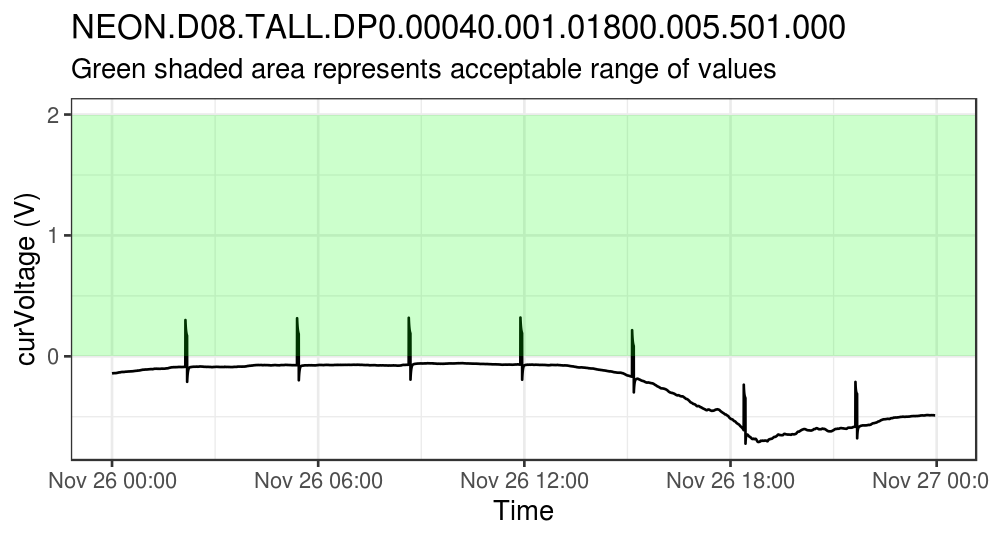 NEON.D08.TALL.DP0.00040.001.01800.005.501.000
Green shaded area represents acceptable range of values
curVoltage (V)
2
1
0
Nov 26 00:00 Nov 26 06:00 Nov 26 12:00 Nov 26 18:00 Nov 27 00:0
Time